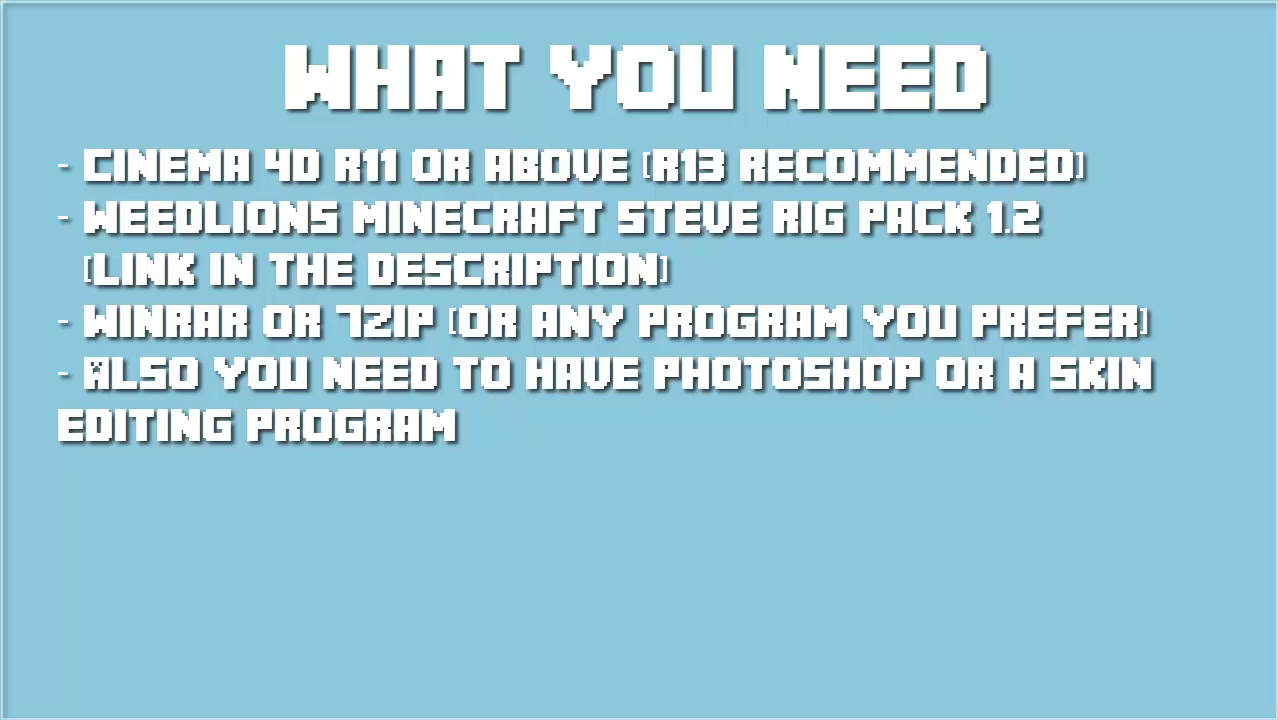 WHAT YOU NEED
- CINEMA 4D R11 OR ABOVE [R13 RECOMMENDED]
- WEEDLIONS MINECRAFT STEVE RIG PACK 1.2
[LINK IN THE DESCRIPTION]
- WINRAR OR 7ZIP [OR ANY PROGRAM YOU PREFER]
- ALSO YOU NEED TO HAVE PHOTOSHOP OR A SKIN
EDITING PROGRAM